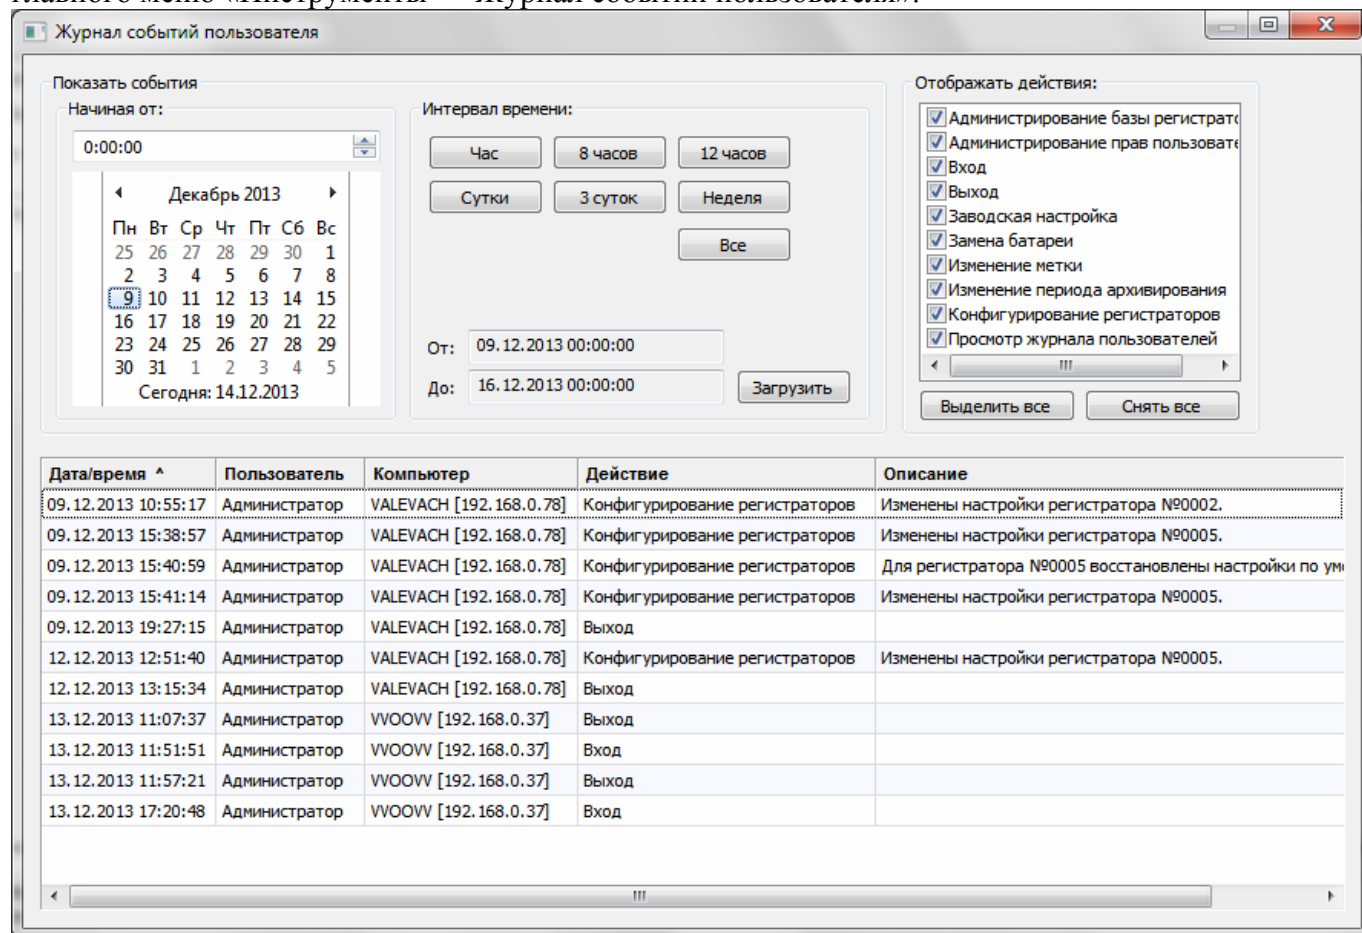 главного меню «Инструменты — Журнал событий пользователя».
Журнал событий пользователя
Показать события
Начиная от:
0:00:00
Декабрь 2013
Пн Вт Ср Чт Пт Сб Вс
25 26 27 28 29 30 1
2 3 4 5 6 7 8
9 10 11 12 13 14 15
16 17 18 19 20 21 22
23 24 25 26 27 28 29
30 31 1 2 3 4 5
Сегодня: 14.12.2013
Интервал времени:
Час 8 часов 12 часов
Сутки 3 суток Неделя
Все
От: 09.12.2013 00:00:00
До: 16.12.2013 00:00:00 Загрузить
Отображать действия:
Администрирование базы регистрато
Администрирование прав пользовате
Вход
Выход
Заводская настройка
Замена батареи
Изменение метки
Изменение периода архивирования
Конфигурирование регистраторов
Просмотр журнала пользователей
Выделить все Снять все
Дата/время Пользователь Компьютер Действие Описание
09.12.2013 10:55:17 Администратор VALEVACH [192.168.0.78] Конфигурирование регистраторов Изменены настройки регистратора №0002.
09.12.2013 15:38:57 Администратор VALEVACH [192.168.0.78] Конфигурирование регистраторов Изменены настройки регистратора №0005.
09.12.2013 15:40:59 Администратор VALEVACH [192.168.0.78] Конфигурирование регистраторов Для регистратора №0005 восстановлены настройки по ум
09.12.2013 15:41:14 Администратор VALEVACH [192.168.0.78] Конфигурирование регистраторов Изменены настройки регистратора №0005.
09.12.2013 19:27:15 Администратор VALEVACH [192.168.0.78] Выход
12.12.2013 12:51:40 Администратор VALEVACH [192.168.0.78] Конфигурирование регистраторов Изменены настройки регистратора №0005.
12.12.2013 13:15:34 Администратор VALEVACH [192.168.0.78] Выход
13.12.2013 11:07:37 Администратор VVOOVV [192.168.0.37] Выход
13.12.2013 11:51:51 Администратор VVOOVV [192.168.0.37] Вход
13.12.2013 11:57:21 Администратор VVOOVV [192.168.0.37] Выход
13.12.2013 17:20:48 Администратор VVOOVV [192.168.0.37] Вход